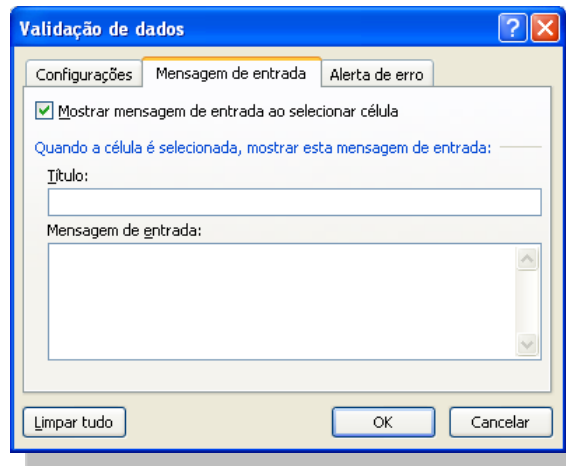 Validação de dados
Configurações Mensagem de entrada Alerta de erro
Mostrar mensagem de entrada ao selecionar célula
Quando a célula é selecionada, mostrar esta mensagem de entrada:
Título:
Mensagem de entrada:
Limpar tudo OK Cancelar